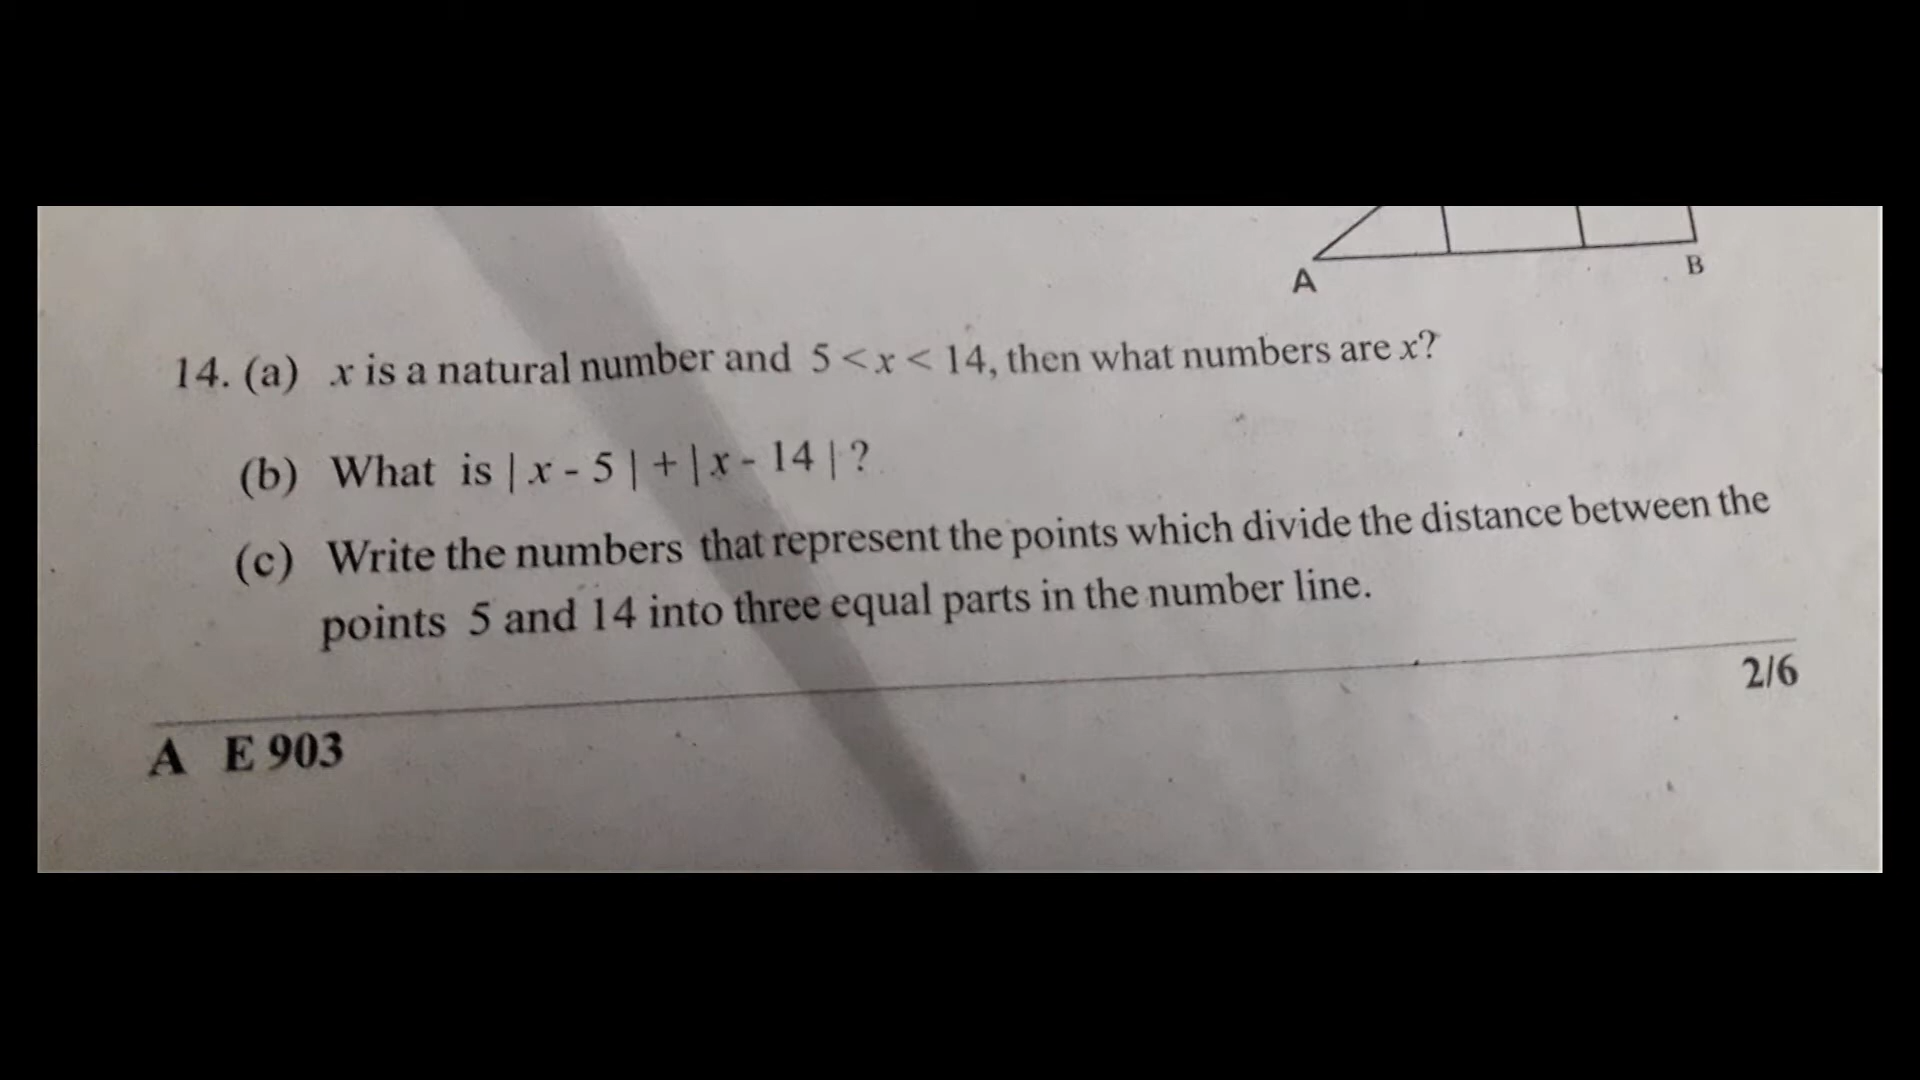 A
B
14. (a) x is a natural number and 5 < x < 14, then what numbers are x?
(b) What is | x - 5 | + | x - 14 | ?
(c) Write the numbers that represent the points which divide the distance between the
points 5 and 14 into three equal parts in the number line.
2/6
A E 903